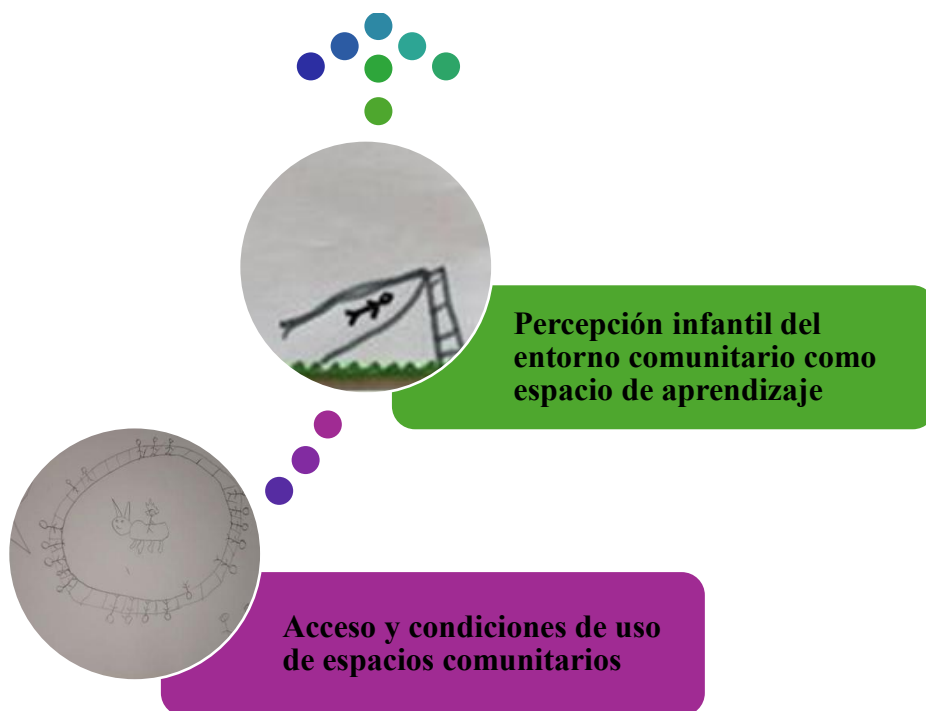 Percepción infantil del
entorno comunitario como
espacio de aprendizaje
Acceso y condiciones de uso
de espacios comunitarios